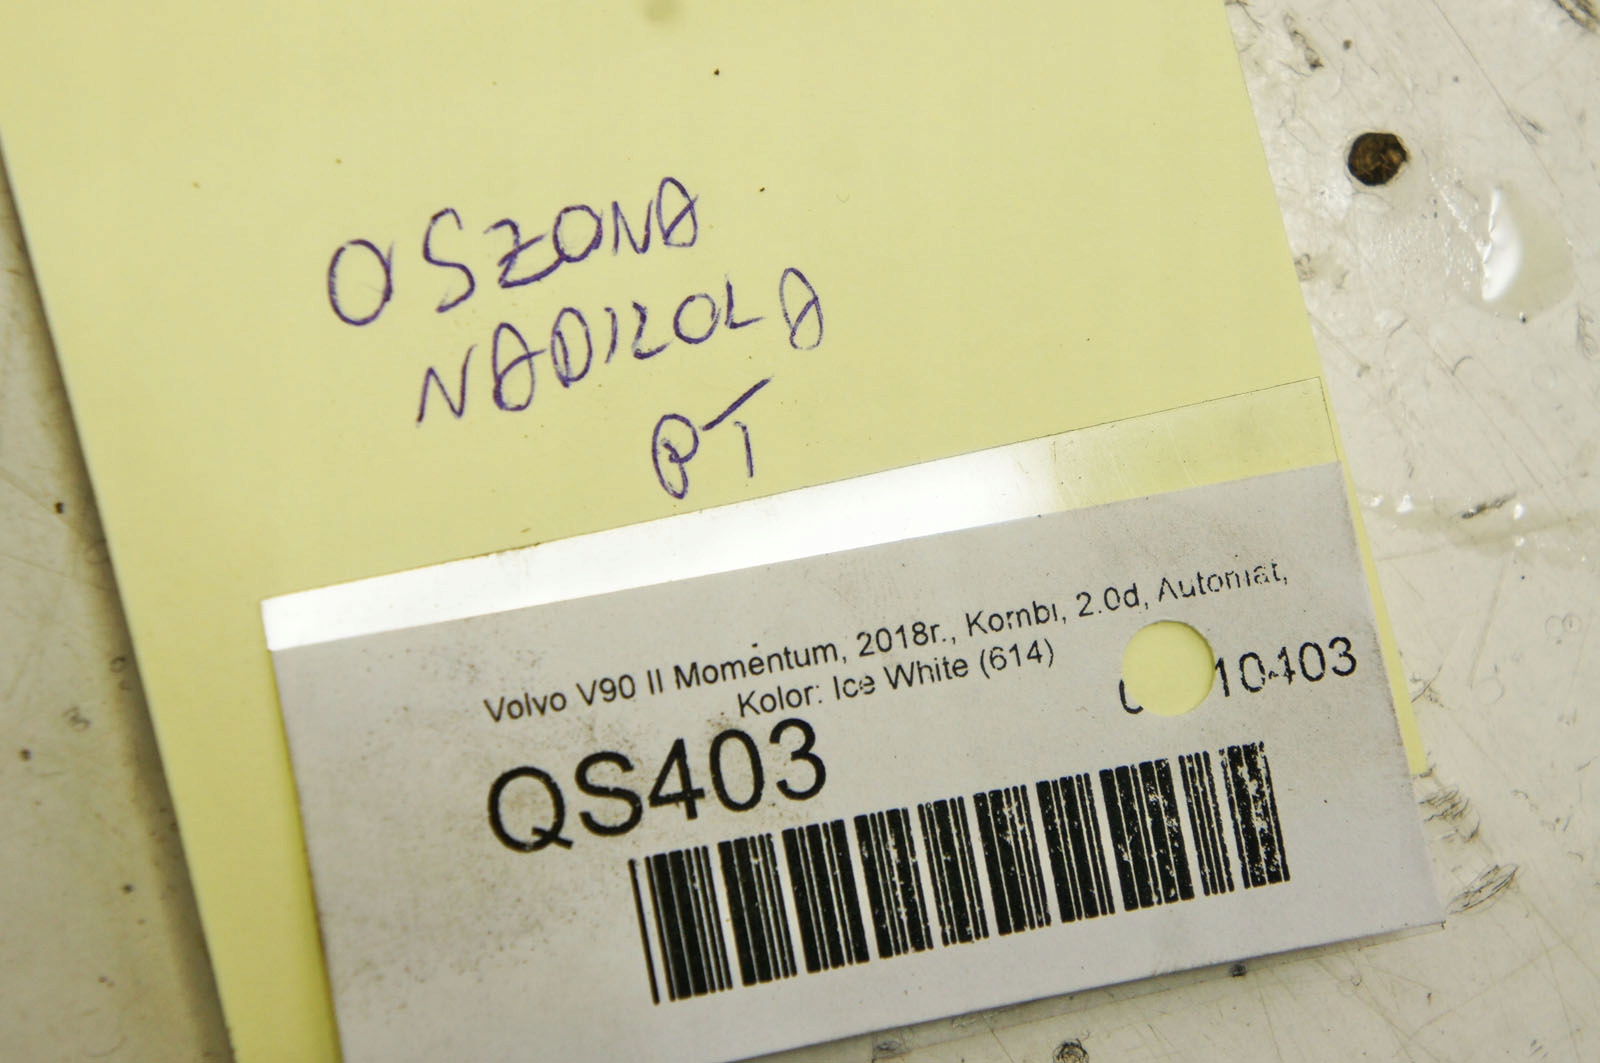 OSZONA
NADKOLA
PT
Volvo V90 II Momentum, 2018r., Kombi, 2.0d, Automat,
Kolor: Ice White (614)
QS403